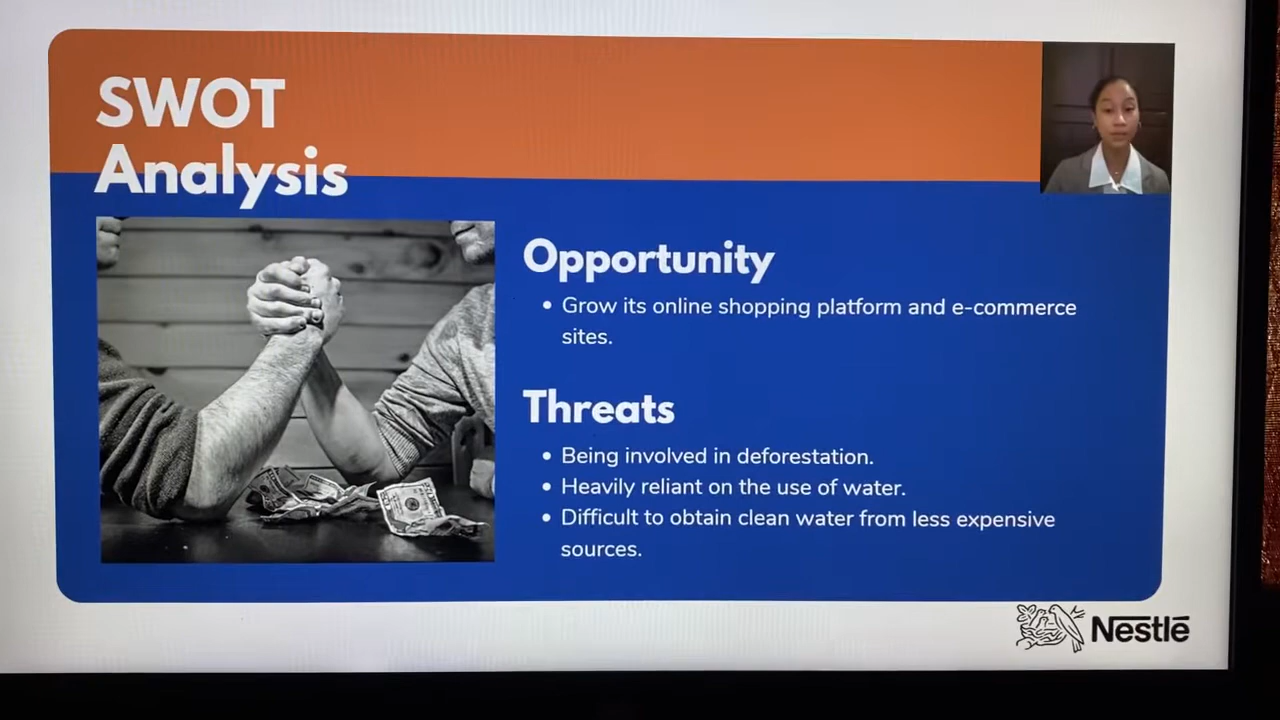 SWOT
Analysis
Opportunity
• Grow its online shopping platform and e-commerce
sites.
Threats
• Being involved in deforestation.
• Heavily reliant on the use of water.
• Difficult to obtain clean water from less expensive
sources.
Nestlé